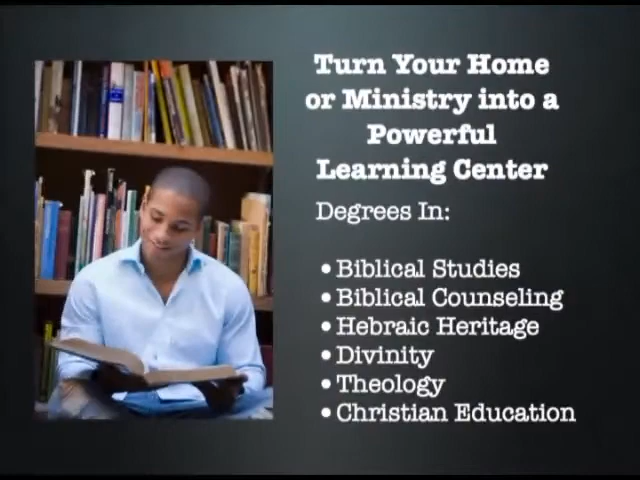 Turn Your Home
or Ministry into a
Powerful
Learning Center
Degrees In:
• Biblical Studies
• Biblical Counseling
• Hebraic Heritage
• Divinity
• Theology
• Christian Education